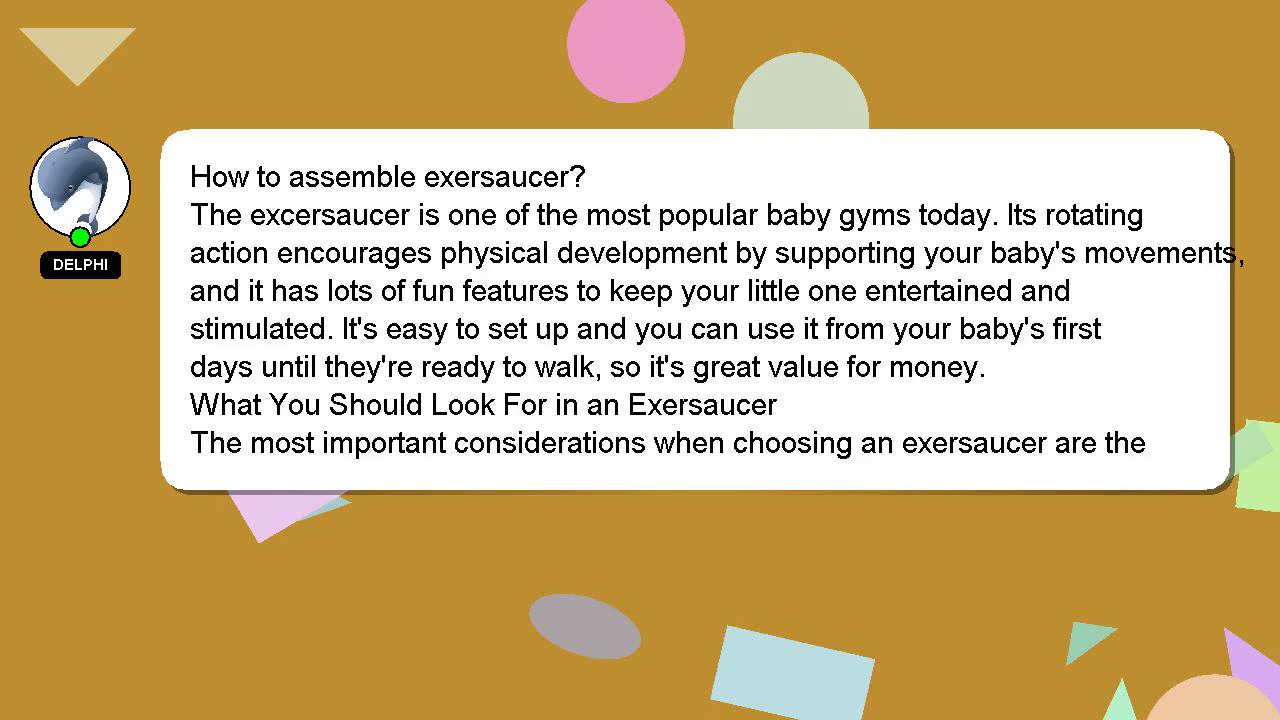 How to assemble exersaucer?
The excersaucer is one of the most popular baby gyms today. Its rotating
action encourages physical development by supporting your baby's movements,
and it has lots of fun features to keep your little one entertained and
stimulated. It's easy to set up and you can use it from your baby's first
days until they're ready to walk, so it's great value for money.
What You Should Look For in an Exersaucer
The most important considerations when choosing an exersaucer are the
DELPHI